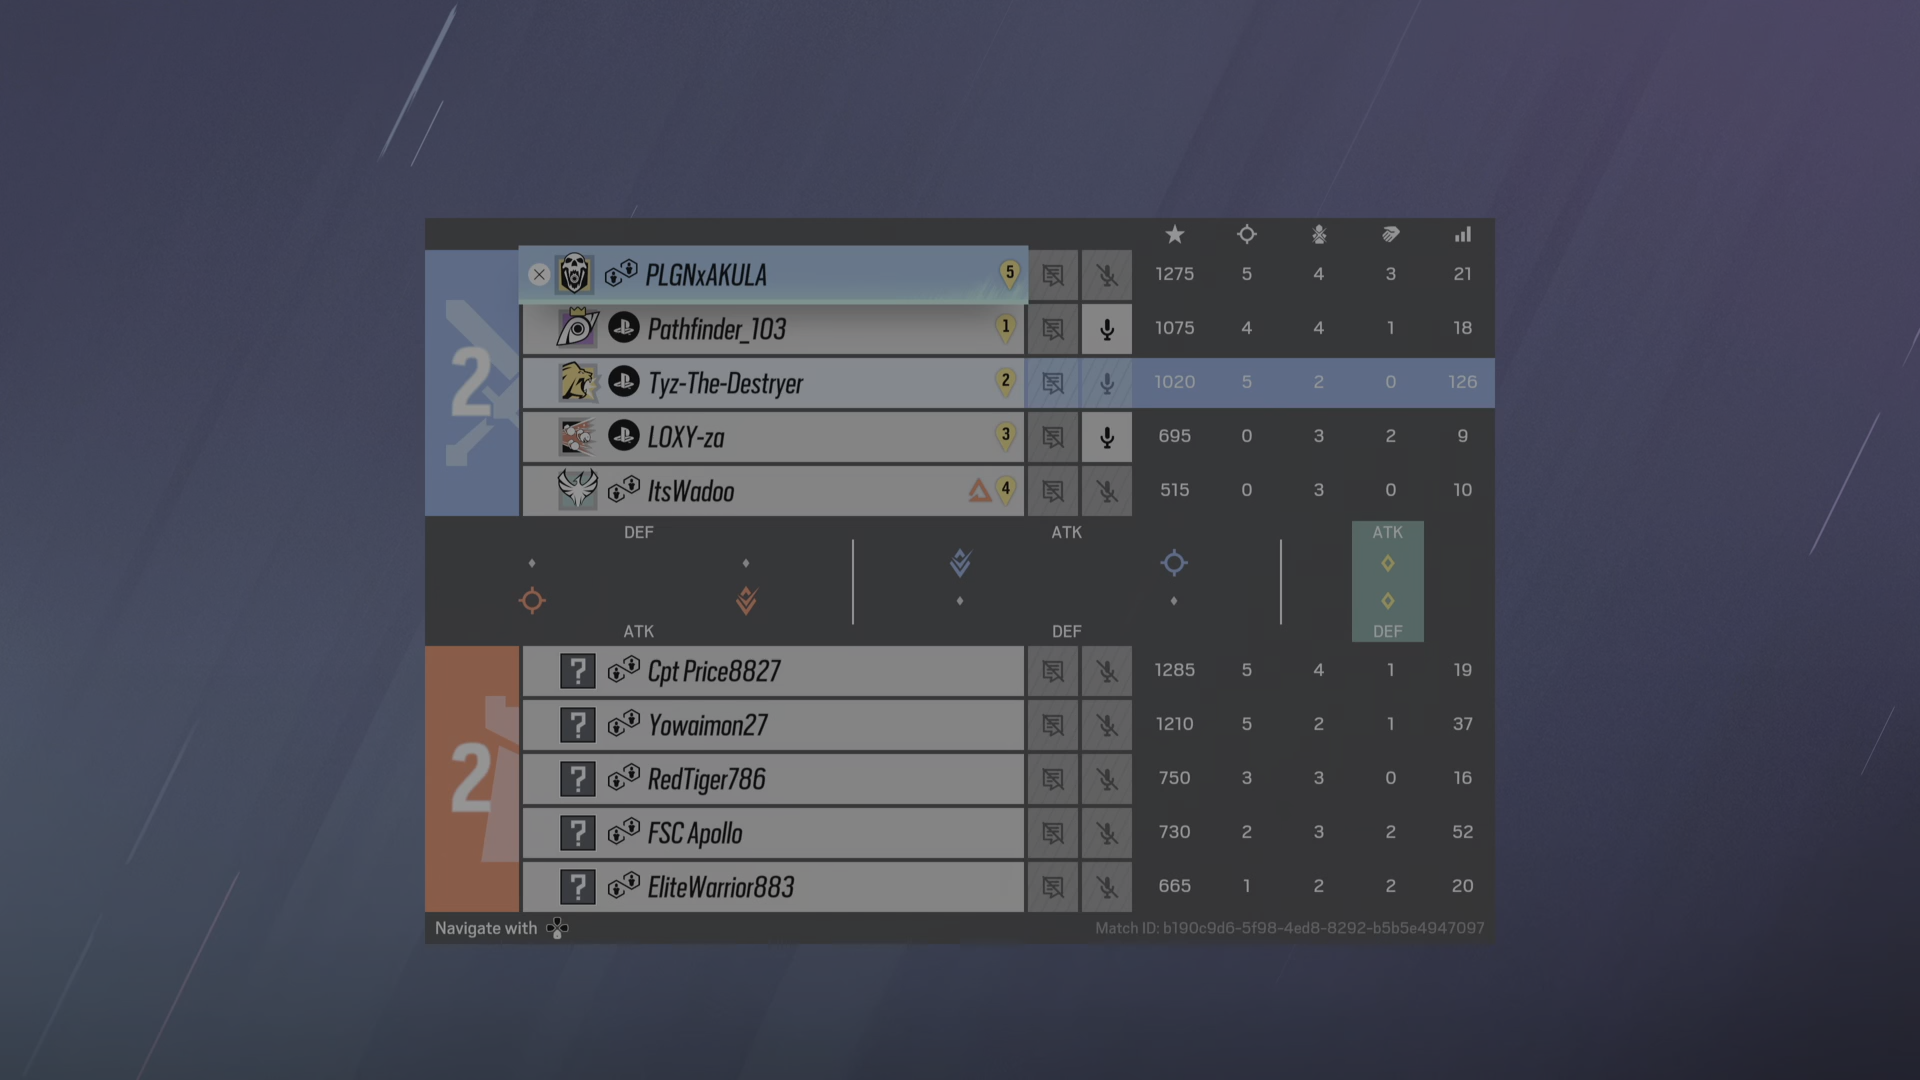 PLGNxAKULA 5 1275 5 4 3 21
Pathfinder_103 1 1075 4 4 1 18
2
Tyz-The-Destryer 2 1020 5 2 0 126
LOXY-za 3 695 0 3 2 9
ItsWadoo 4 515 0 3 0 10
DEF ATK ATK
ATK DEF DEF
? Cpt Price8827 1285 5 4 1 19
? Yowaimon27 1210 5 2 1 37
2
? RedTiger786 750 3 3 0 16
? FSC Apollo 730 2 3 2 52
? EliteWarrior883 665 1 2 2 20
Navigate with Match ID: b190c9d6-5f98-4ed8-8292-b5b5e4947097